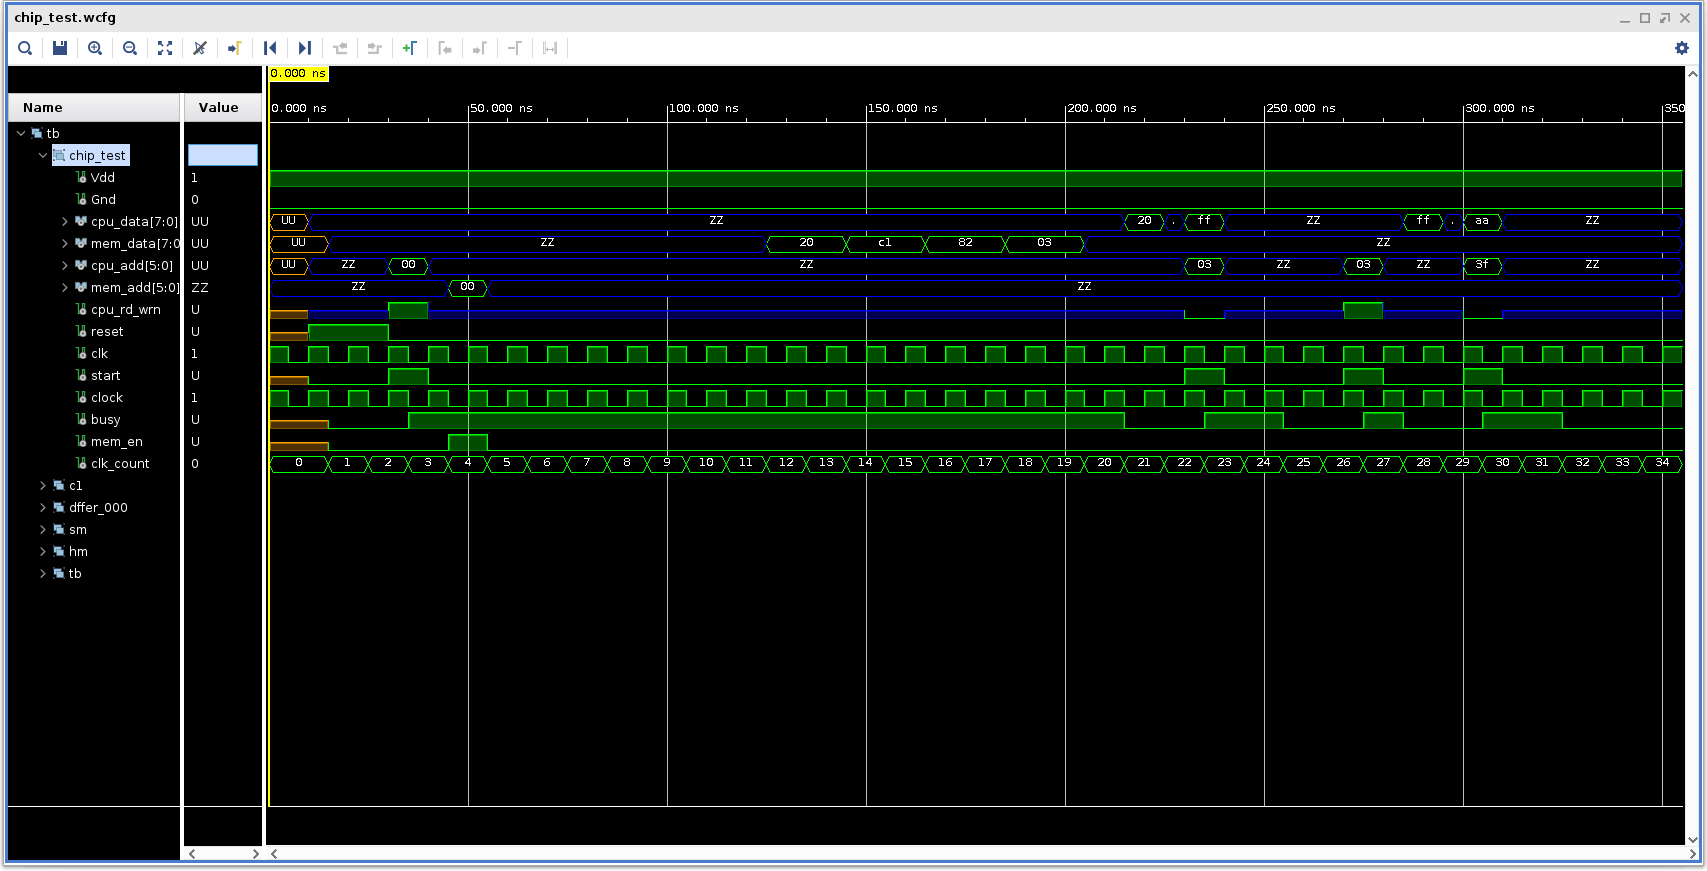 chip_test.wcfg
0.000 ns
Name Value
0.000 ns 50.000 ns 100.000 ns 150.000 ns 200.000 ns 250.000 ns 300.000 ns 350
tb
chip_test
Vdd 1
Gnd 0
cpu_data[7:0] UU UU ZZ 20 . ff ZZ ff . aa ZZ
mem_data[7:0 UU UU ZZ 20 c1 82 03 ZZ
cpu_add[5:0] UU UU ZZ 00 ZZ 03 ZZ 03 ZZ 3f ZZ
mem_add[5:0] ZZ ZZ 00 ZZ
cpu_rd_wrn U
reset U
clk 1
start U
clock 1
busy U
mem_en U
clk_count 0 0 1 2 3 4 5 6 7 8 9 10 11 12 13 14 15 16 17 18 19 20 21 22 23 24 25 26 27 28 29 30 31 32 33 34
c1
dffer_000
sm
hm
tb